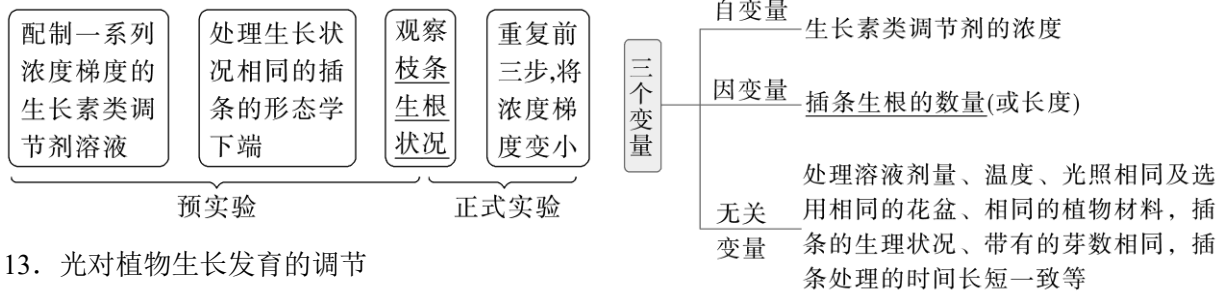 配制一系列
浓度梯度的
生长素类调
节剂溶液
处理生长状
况相同的插
条的形态学
下端
观察
枝条
生根
状况
重复前
三步,将
浓度梯
度变小
预实验
正式实验
13．光对植物生长发育的调节
三个变量
自变量
生长素类调节剂的浓度
因变量
插条生根的数量(或长度)
无关
变量
处理溶液剂量、温度、光照相同及选
用相同的花盆、相同的植物材料，插
条的生理状况、带有的芽数相同，插
条处理的时间长短一致等